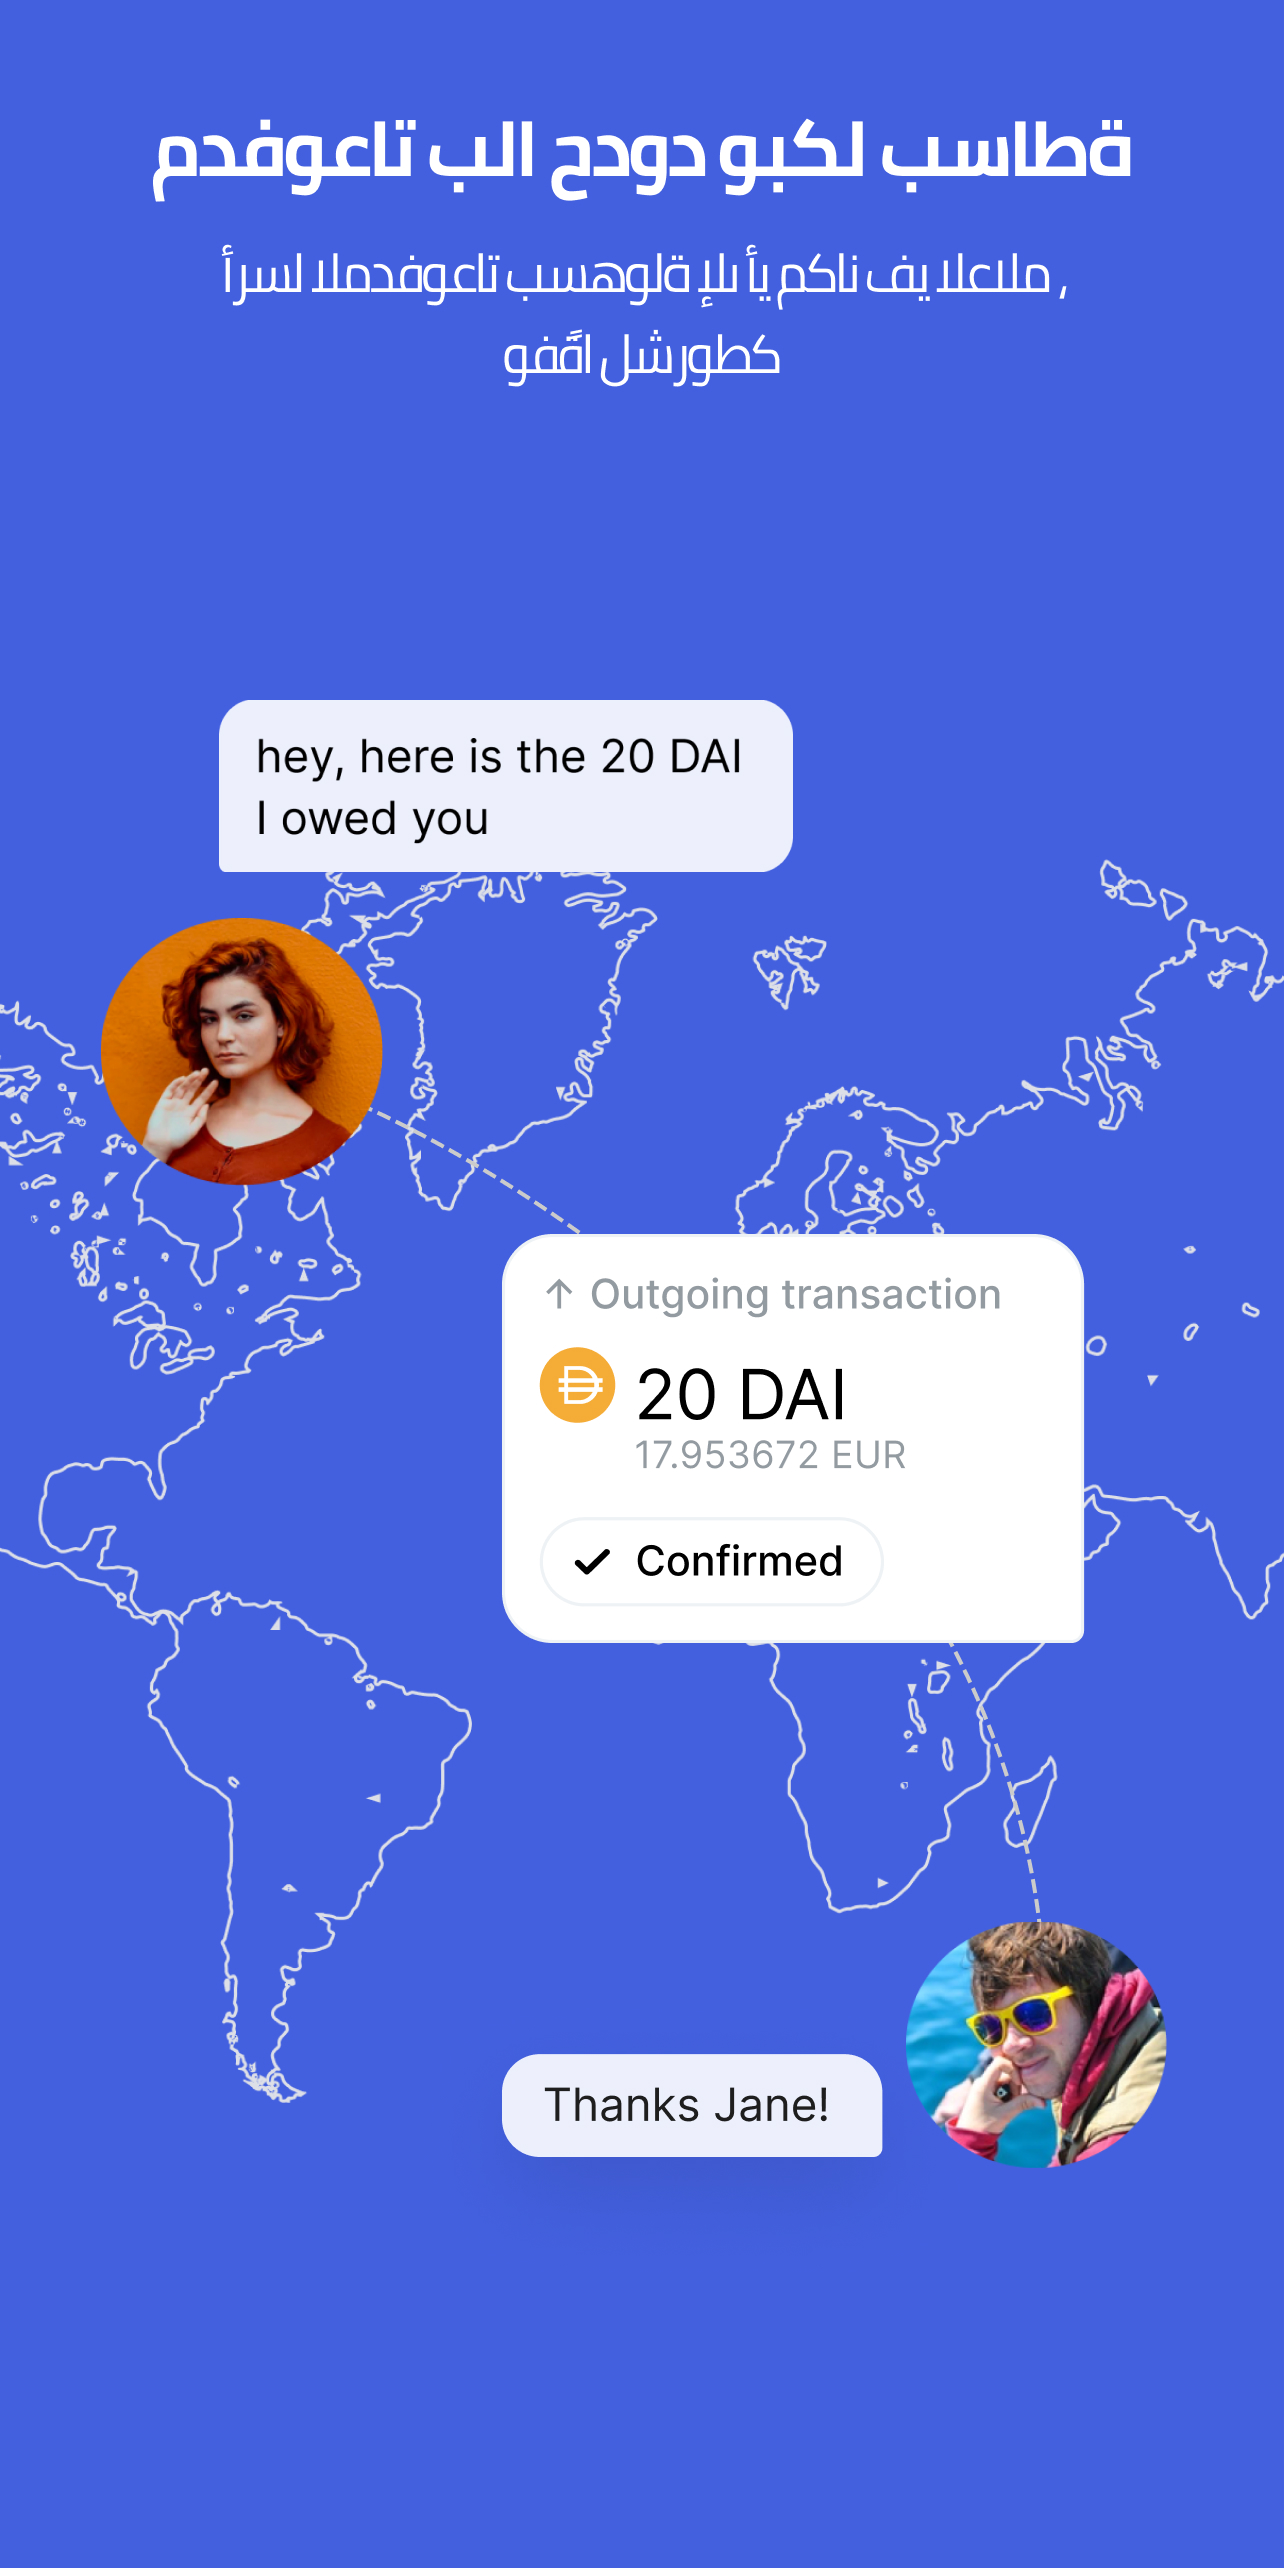 ةطاسب لكبو دودح الب تاعوفدم
، ملاعلا يف ناكم يأ ىلإ ةلوهسب تاعوفدملا لسرأ
كطورشل اقًفو
hey, here is the 20 DAI
I owed you
↑ Outgoing transaction
20 DAI
17.953672 EUR
Confirmed
Thanks Jane!